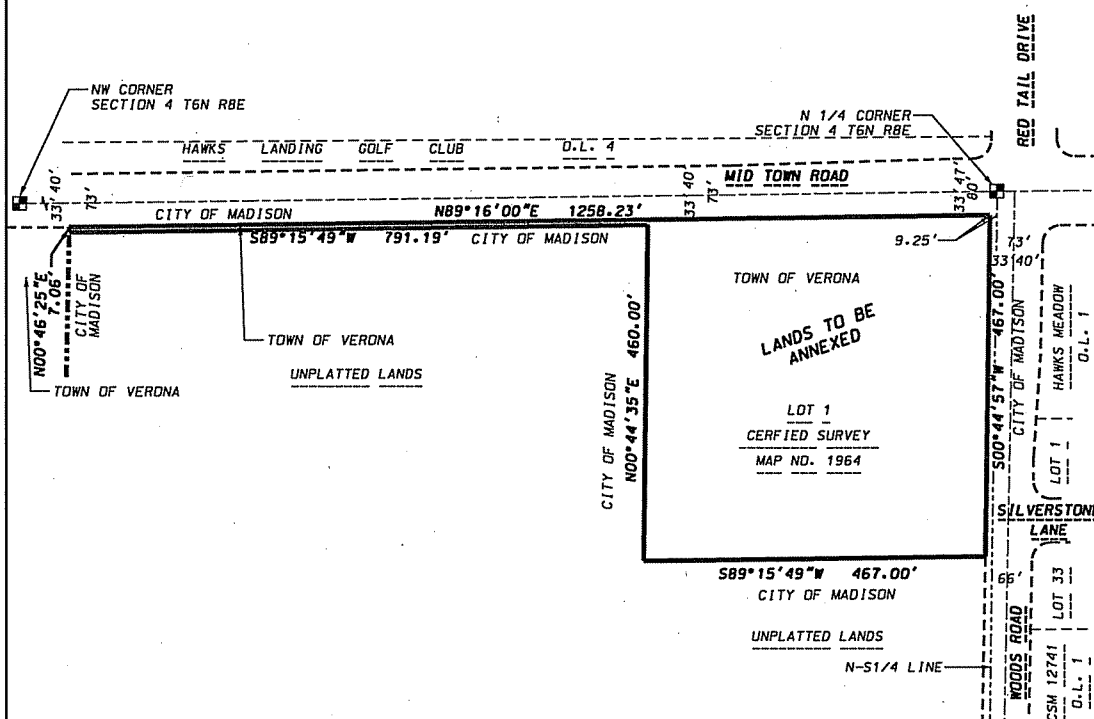 RED TAIL DRIVE
NW CORNER
SECTION 4 T6N R8E
N 1/4 CORNER
SECTION 4 T6N R8E
HAWKS LANDING GOLF CLUB O.L. 4
MID TOWN ROAD
33' 40'
73'
33' 40'
73'
33' 47'
80'
CITY OF MADISON
N89°16'00"E 1258.23'
S89°15'49"W 791.19' CITY OF MADISON
9.25'
73'
33'40'
N00°46'25"E
7.06'
CITY OF
MADISON
TOWN OF VERONA
TOWN OF VERONA
UNPLATTED LANDS
TOWN OF VERONA
LANDS TO BE
ANNEXED
LOT 1
CERFIED SURVEY
MAP NO. 1964
CITY OF MADISON
N00°44'35"E 460.00'
S00°44'57"W 467.00'
CITY OF MADISON
HAWKS MEADOW
O.L. 1
LOT 1
SILVERSTONE
LANE
S89°15'49"W 467.00'
CITY OF MADISON
66'
LOT 33
UNPLATTED LANDS
N-S1/4 LINE
WOODS ROAD
CSM 12741
O.L. 1